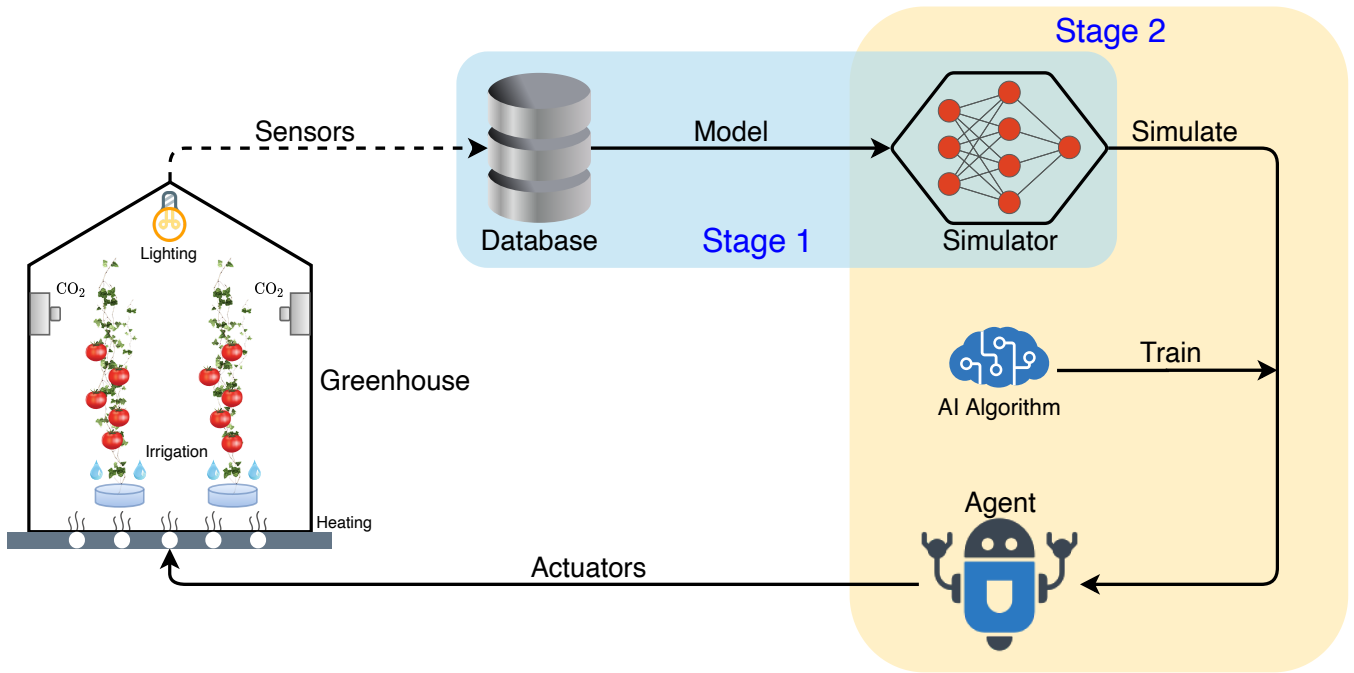 Stage 2
Sensors
Model
Simulate
Database
Stage 1
Simulator
Lighting
CO₂
CO₂
Greenhouse
Train
AI Algorithm
Irrigation
Agent
Heating
Actuators